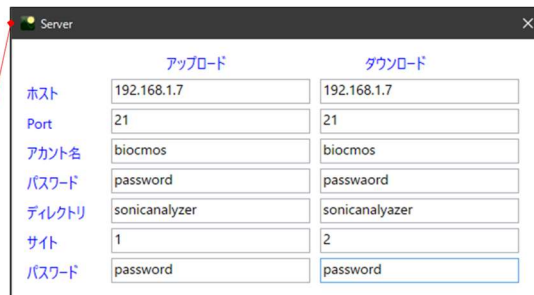 Server
アップロード ダウンロード
ホスト 192.168.1.7 192.168.1.7
Port 21 21
アカント名 biocmos biocmos
パスワード password passwaord
ディレクトリ sonicanalyzer sonicanalyazer
サイト 1 2
パスワード password password